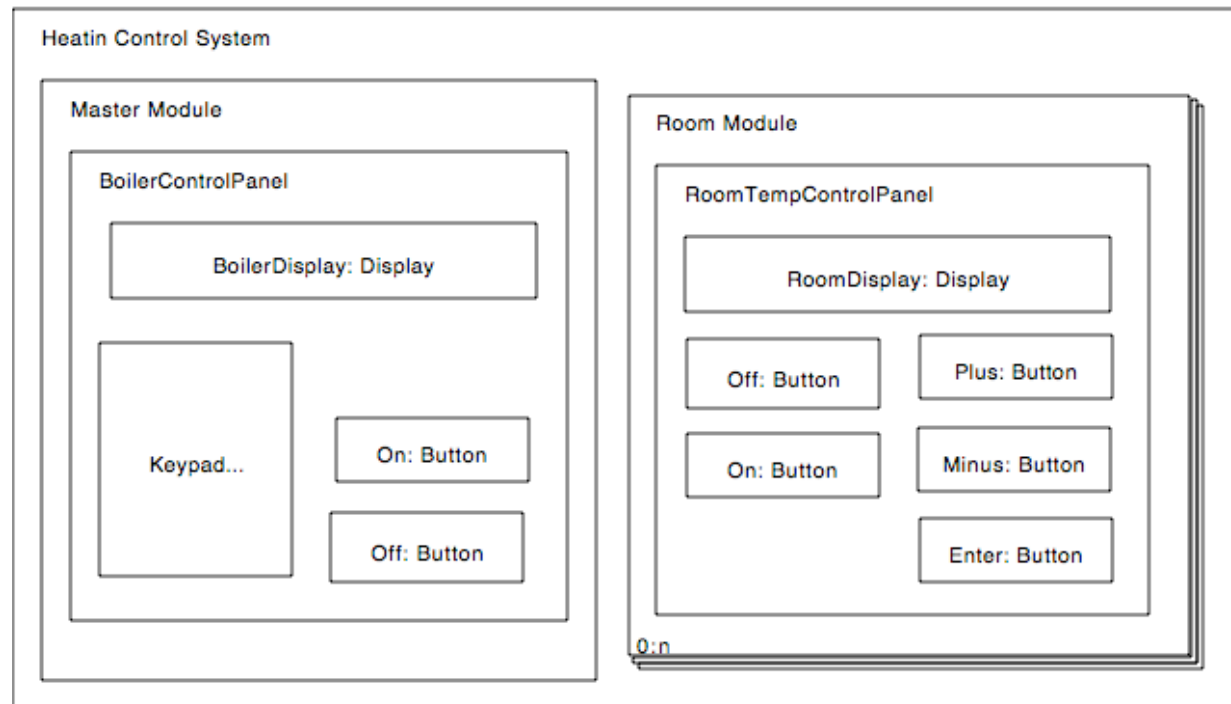 Heatin Control System
Master Module
BoilerControlPanel
BoilerDisplay: Display
Keypad...
On: Button
Off: Button
Room Module
RoomTempControlPanel
RoomDisplay: Display
Off: Button
Plus: Button
On: Button
Minus: Button
Enter: Button
0:n